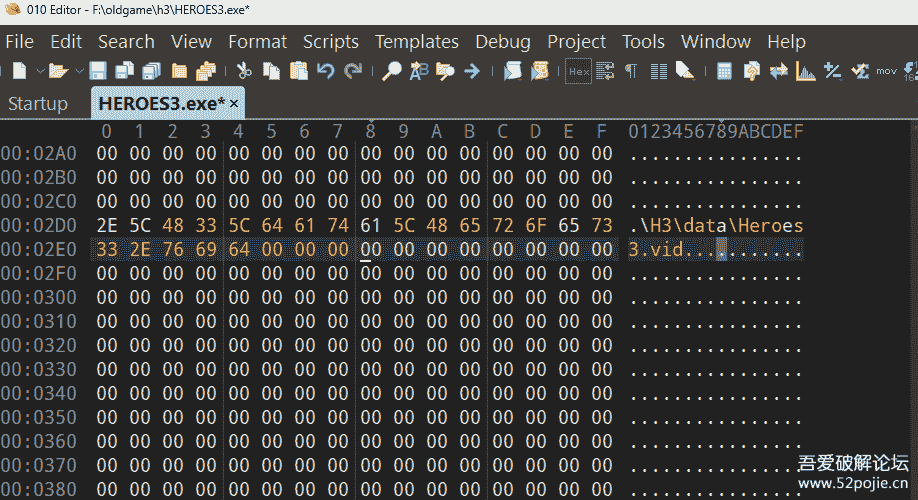 010 Editor - F:\oldgame\h3\HEROES3.exe*
File Edit Search View Format Scripts Templates Debug Project Tools Window Help
Hex mov
Startup HEROES3.exe* ×
0 1 2 3 4 5 6 7 8 9 A B C D E F 0123456789ABCDEF
00:02A0 00 00 00 00 00 00 00 00 00 00 00 00 00 00 00 00 ................
00:02B0 00 00 00 00 00 00 00 00 00 00 00 00 00 00 00 00 ................
00:02C0 00 00 00 00 00 00 00 00 00 00 00 00 00 00 00 00 ................
00:02D0 2E 5C 48 33 5C 64 61 74 61 5C 48 65 72 6F 65 73 .\H3\data\Heroes
00:02E0 33 2E 76 69 64 00 00 00 00 00 00 00 00 00 00 00 3.vid...........
00:02F0 00 00 00 00 00 00 00 00 00 00 00 00 00 00 00 00 ................
00:0300 00 00 00 00 00 00 00 00 00 00 00 00 00 00 00 00 ................
00:0310 00 00 00 00 00 00 00 00 00 00 00 00 00 00 00 00 ................
00:0320 00 00 00 00 00 00 00 00 00 00 00 00 00 00 00 00 ................
00:0330 00 00 00 00 00 00 00 00 00 00 00 00 00 00 00 00 ................
00:0340 00 00 00 00 00 00 00 00 00 00 00 00 00 00 00 00 ................
00:0350 00 00 00 00 00 00 00 00 00 00 00 00 00 00 00 00 ................
00:0360 00 00 00 00 00 00 00 00 00 00 00 00 00 00 00 00 ................
00:0370 00 00 00 00 00 00 00 00 00 00 00 00 00 00 00 00 ................
00:0380 00 00 00 00 00 00 00 00 00 00 00 00 00 00 00 00 ................
吾爱破解论坛
www.52pojie.cn